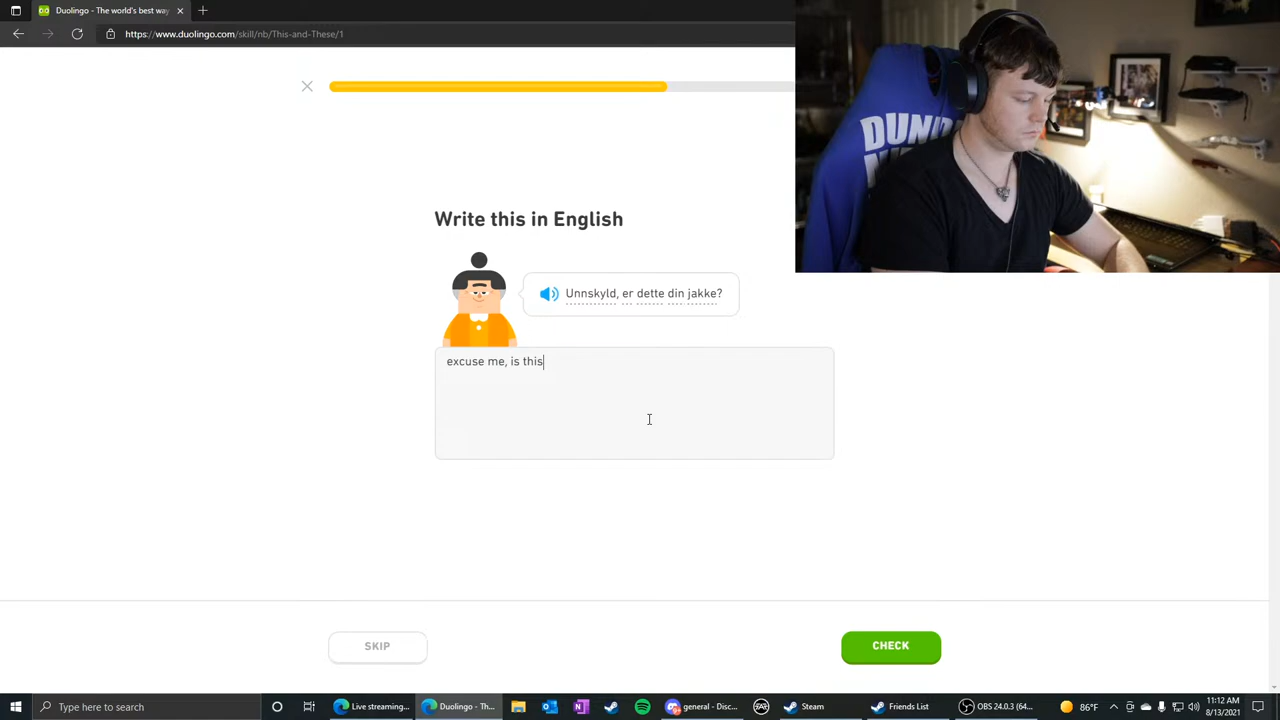 Duolingo - The world's best way
https://www.duolingo.com/skill/nb/This-and-These/1
Write this in English
Unnskyld, er dette din jakke?
excuse me, is this
SKIP
CHECK
Type here to search
Live streaming...
Duolingo - Th...
general - Disc...
Steam
Friends List
OBS 24.0.3 (64...
86°F
11:12 AM
8/13/2021